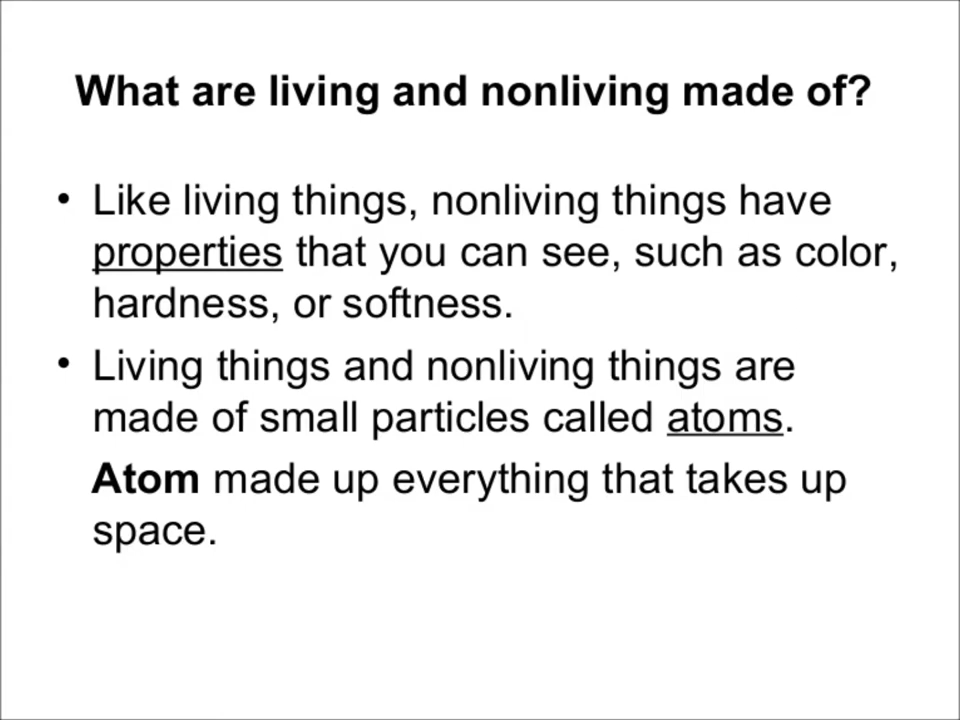 What are living and nonliving made of?
• Like living things, nonliving things have
properties that you can see, such as color,
hardness, or softness.
• Living things and nonliving things are
made of small particles called atoms.
Atom made up everything that takes up
space.